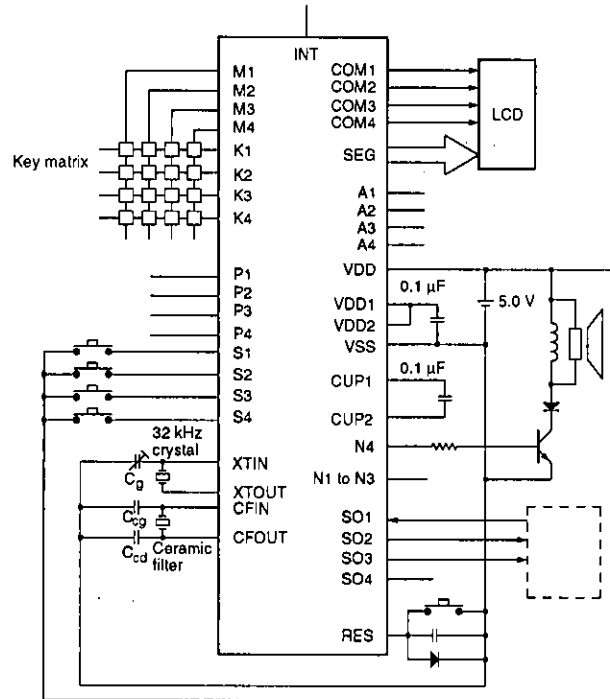 INT
M1
M2
M3
M4
K1
K2
K3
K4
Key matrix
P1
P2
P3
P4
S1
S2
S3
S4
32 kHz
crystal
XTIN
Cg
XTOUT
CFIN
Ccg
CFOUT
Ccd
Ceramic
filter
COM1
COM2
COM3
COM4
LCD
SEG
A1
A2
A3
A4
VDD
0.1 µF
5.0 V
VDD1
VDD2
VSS
0.1 µF
CUP1
CUP2
N4
N1 to N3
SO1
SO2
SO3
SO4
RES